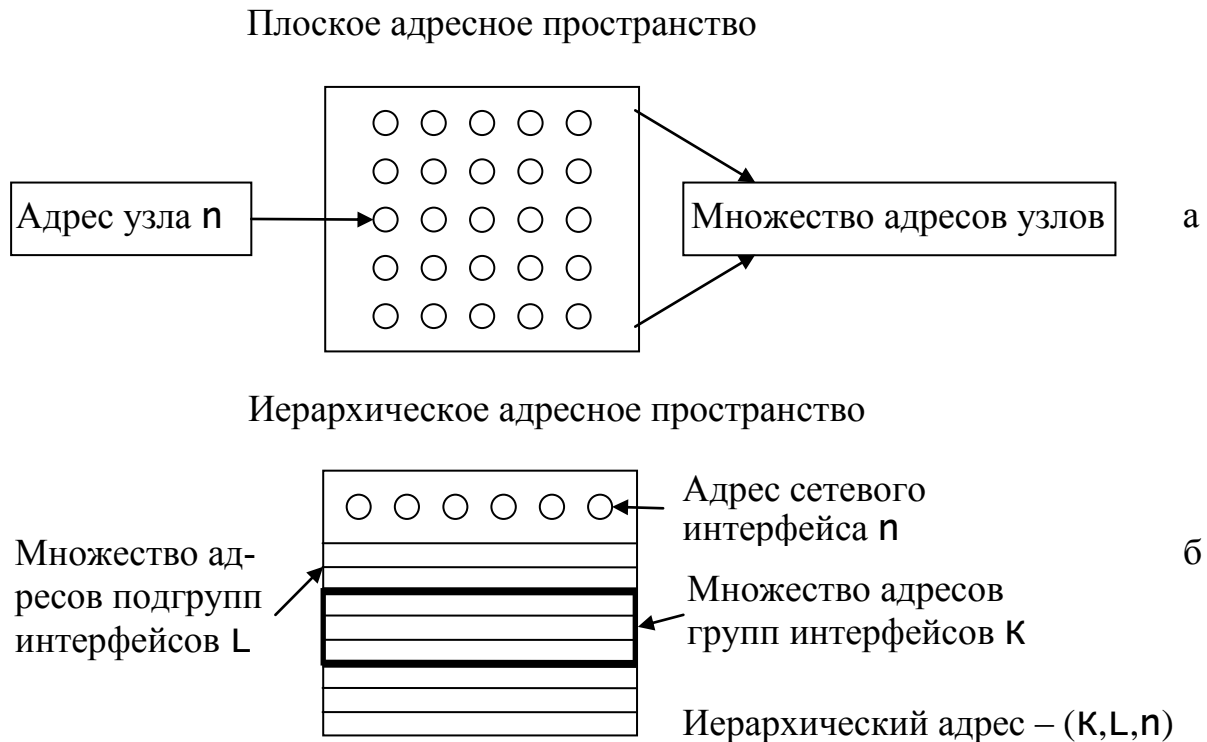 Плоское адресное пространство
Адрес узла n
Множество адресов узлов
а
Иерархическое адресное пространство
Адрес сетевого
интерфейса n
Множество ад-
ресов подгрупп
интерфейсов L
б
Множество адресов
групп интерфейсов К
Иерархический адрес – (К,L,n)